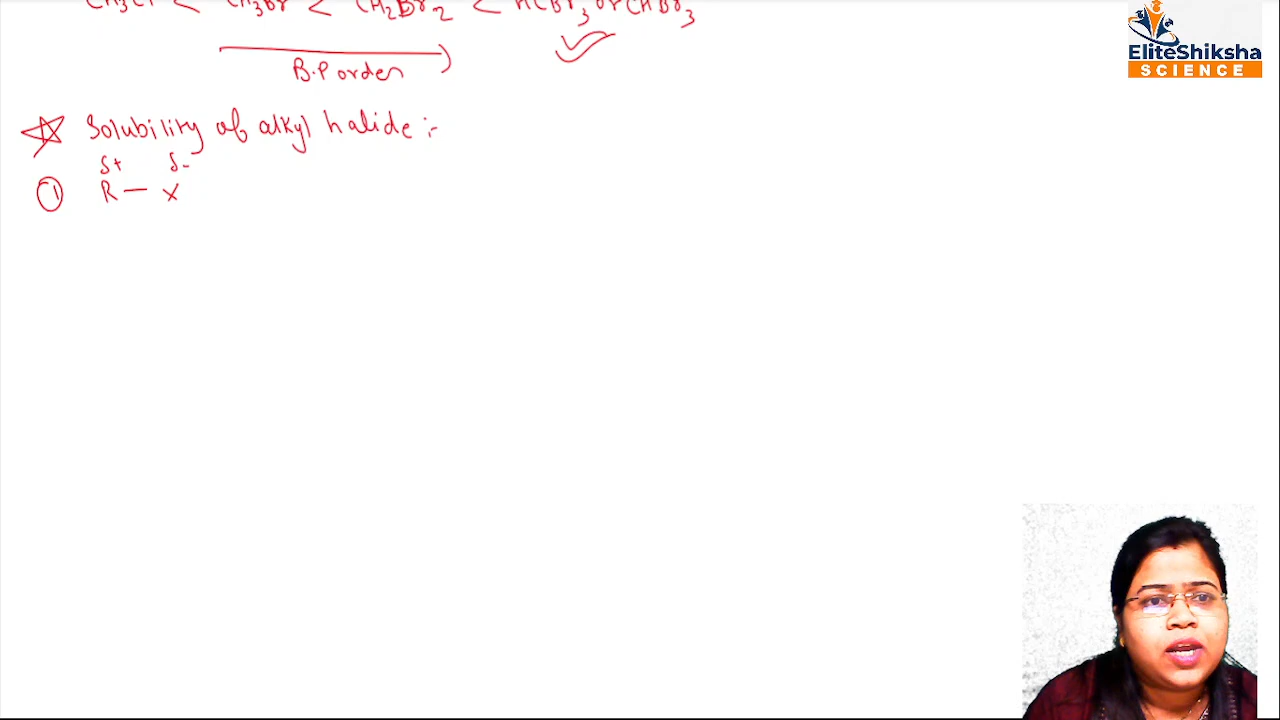 CH3Cl < CH3Br < CH2Br2 < HCBr3 or CHBr3
B.P order
Solubility of alkyl halide :-
δ+ δ-
① R — X
EliteShiksha
SCIENCE